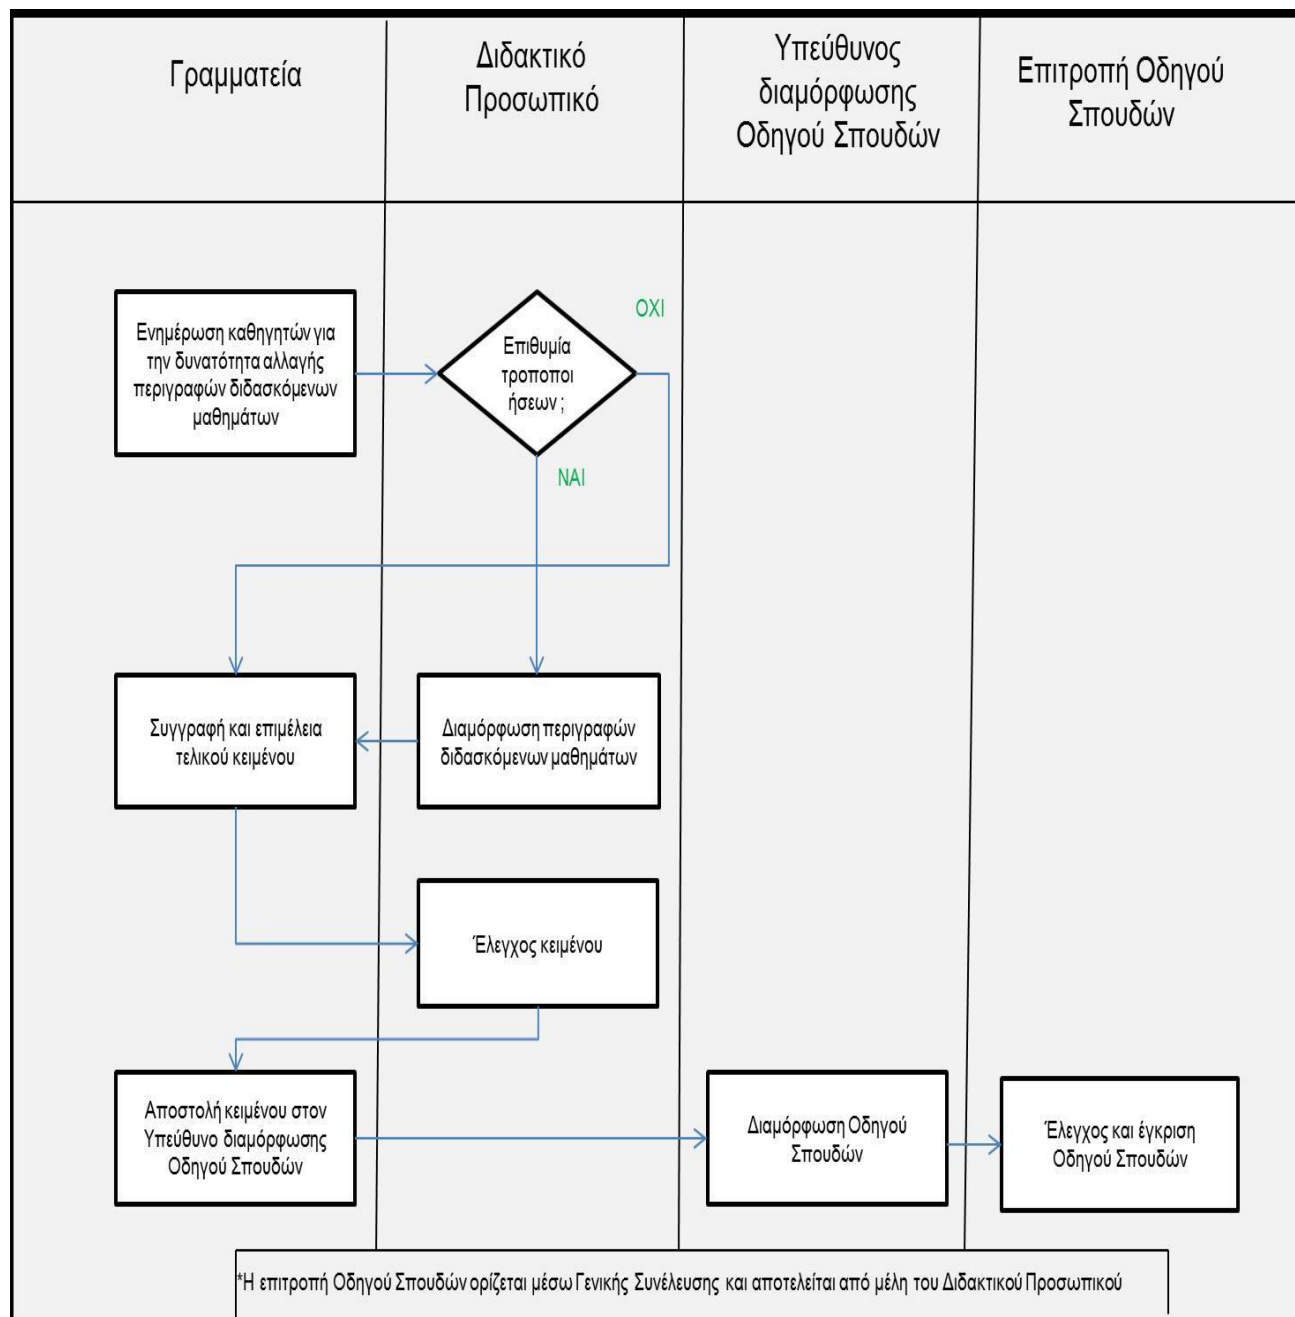 Γραμματεία
Διδακτικό
Προσωπικό
Υπεύθυνος
διαμόρφωσης
Οδηγού Σπουδών
Επιτροπή Οδηγού
Σπουδών
Ενημέρωση καθηγητών για
την δυνατότητα αλλαγής
περιγραφών διδασκόμενων
μαθημάτων
Επιθυμία
τροποποι
ήσεων ;
ΟΧΙ
ΝΑΙ
Συγγραφή και επιμέλεια
τελικού κειμένου
Διαμόρφωση περιγραφών
διδασκόμενων μαθημάτων
Έλεγχος κειμένου
Αποστολή κειμένου στον
Υπεύθυνο διαμόρφωσης
Οδηγού Σπουδών
Διαμόρφωση Οδηγού
Σπουδών
Έλεγχος και έγκριση
Οδηγού Σπουδών
*Η επιτροπή Οδηγού Σπουδών ορίζεται μέσω Γενικής Συνέλευσης και αποτελείται από μέλη του Διδακτικού Προσωπικού